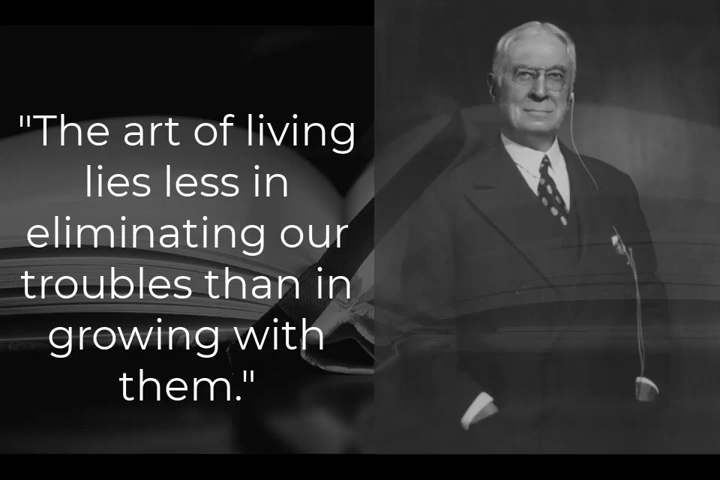 "The art of living
lies less in
eliminating our
troubles than in
growing with
them."